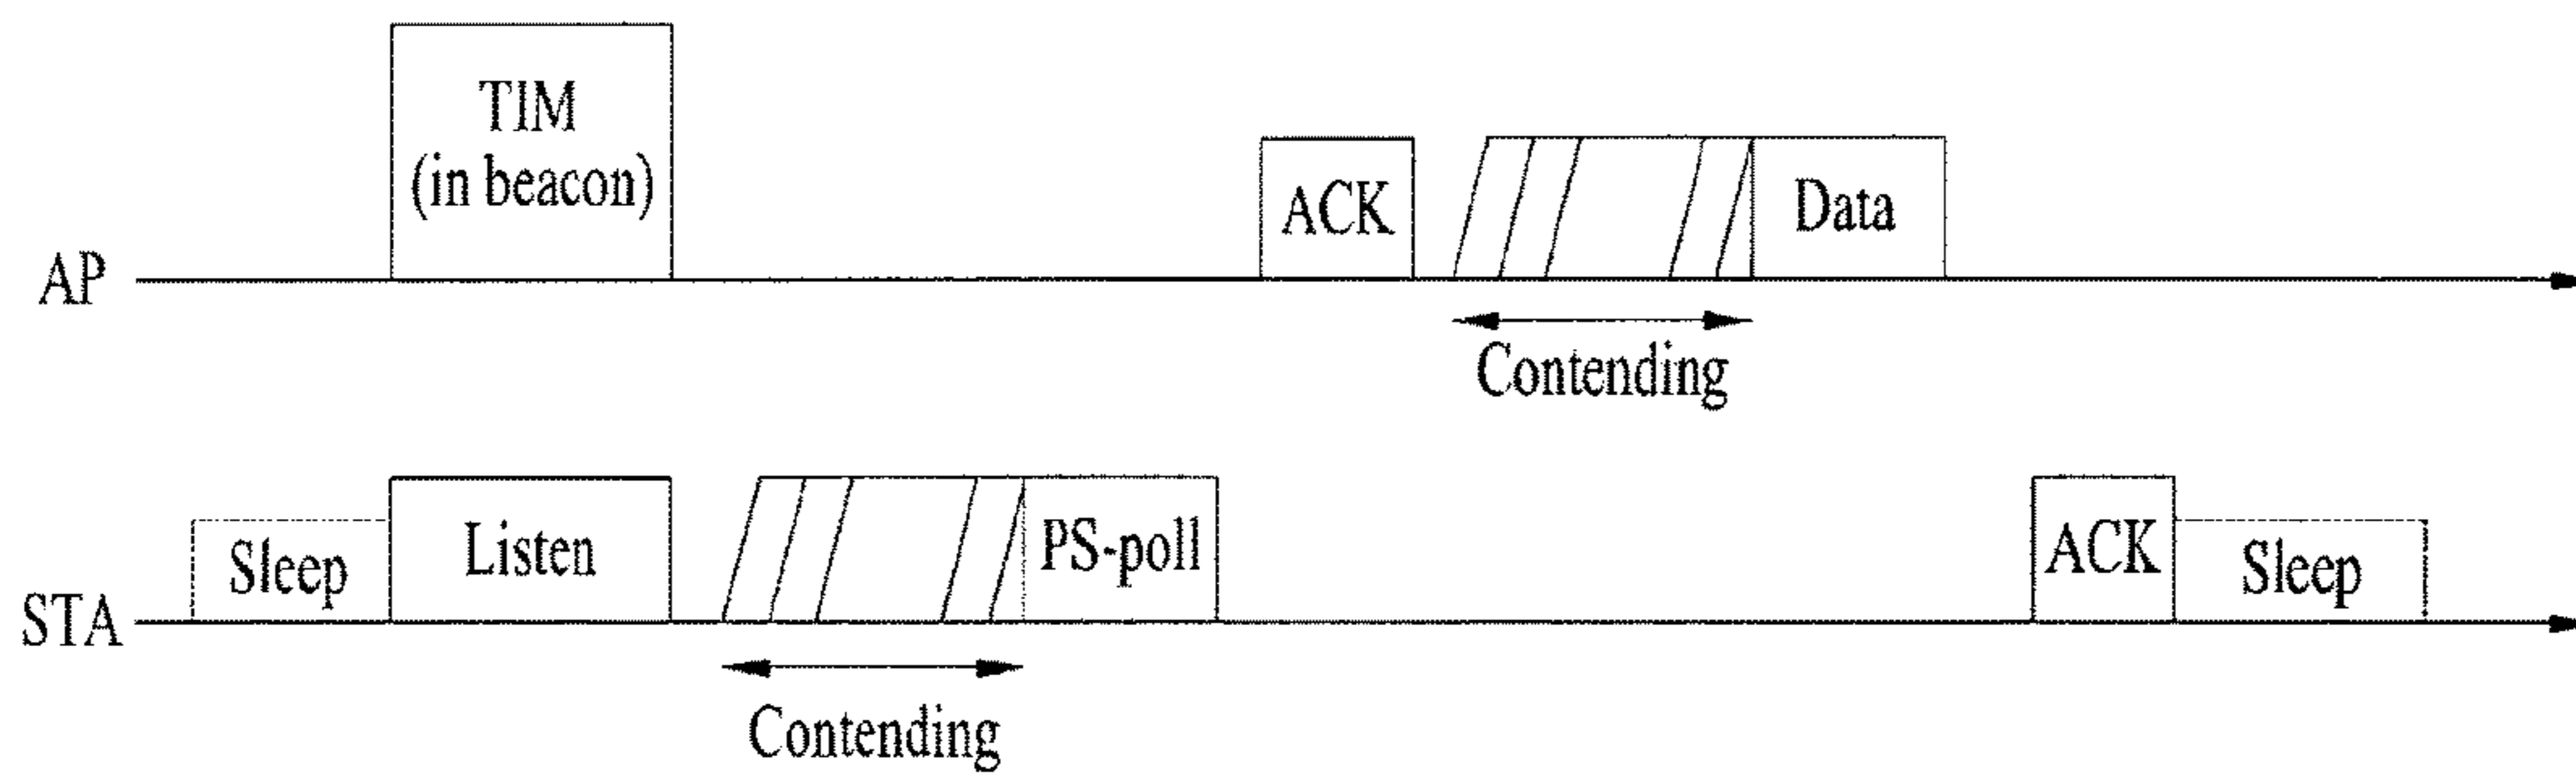 TIM
(in beacon)
ACK
Data
AP
Contending
Sleep
Listen
PS-poll
ACK
Sleep
STA
Contending